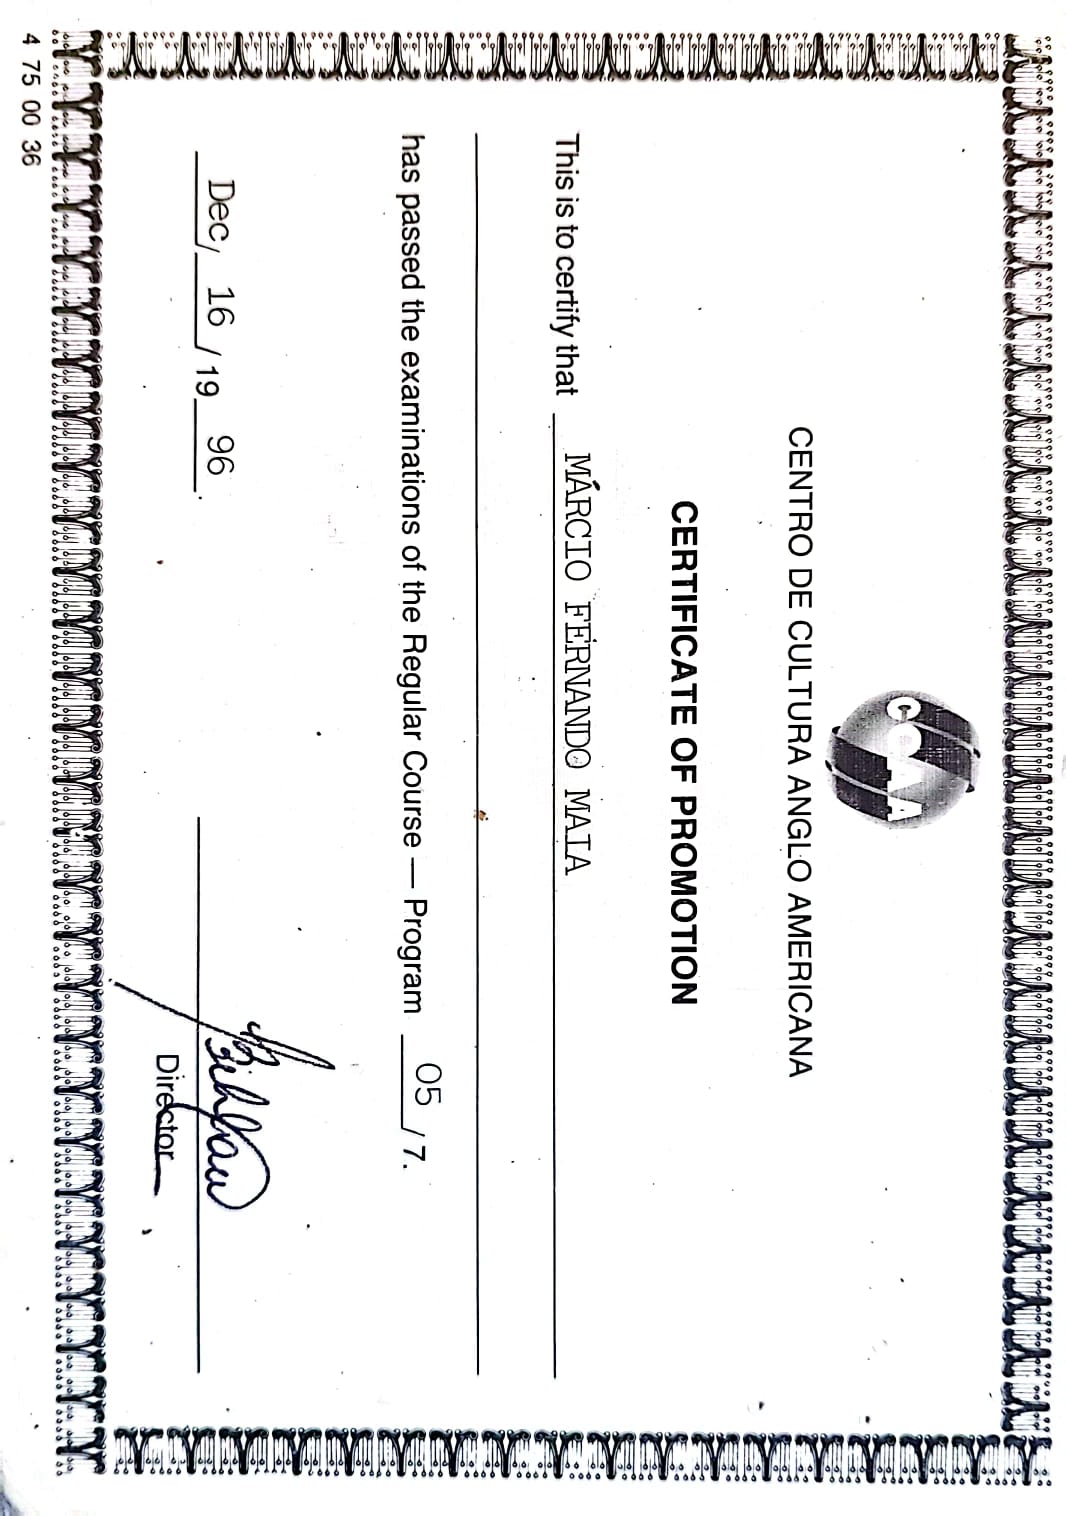 CCAA
CENTRO DE CULTURA ANGLO AMERICANA
CERTIFICATE OF PROMOTION
This is to certify that MÁRCIO FERNANDO MAIA
has passed the examinations of the Regular Course — Program 05 / 7.
Dec/ 16 / 19 96.
Director
4 75 00 36